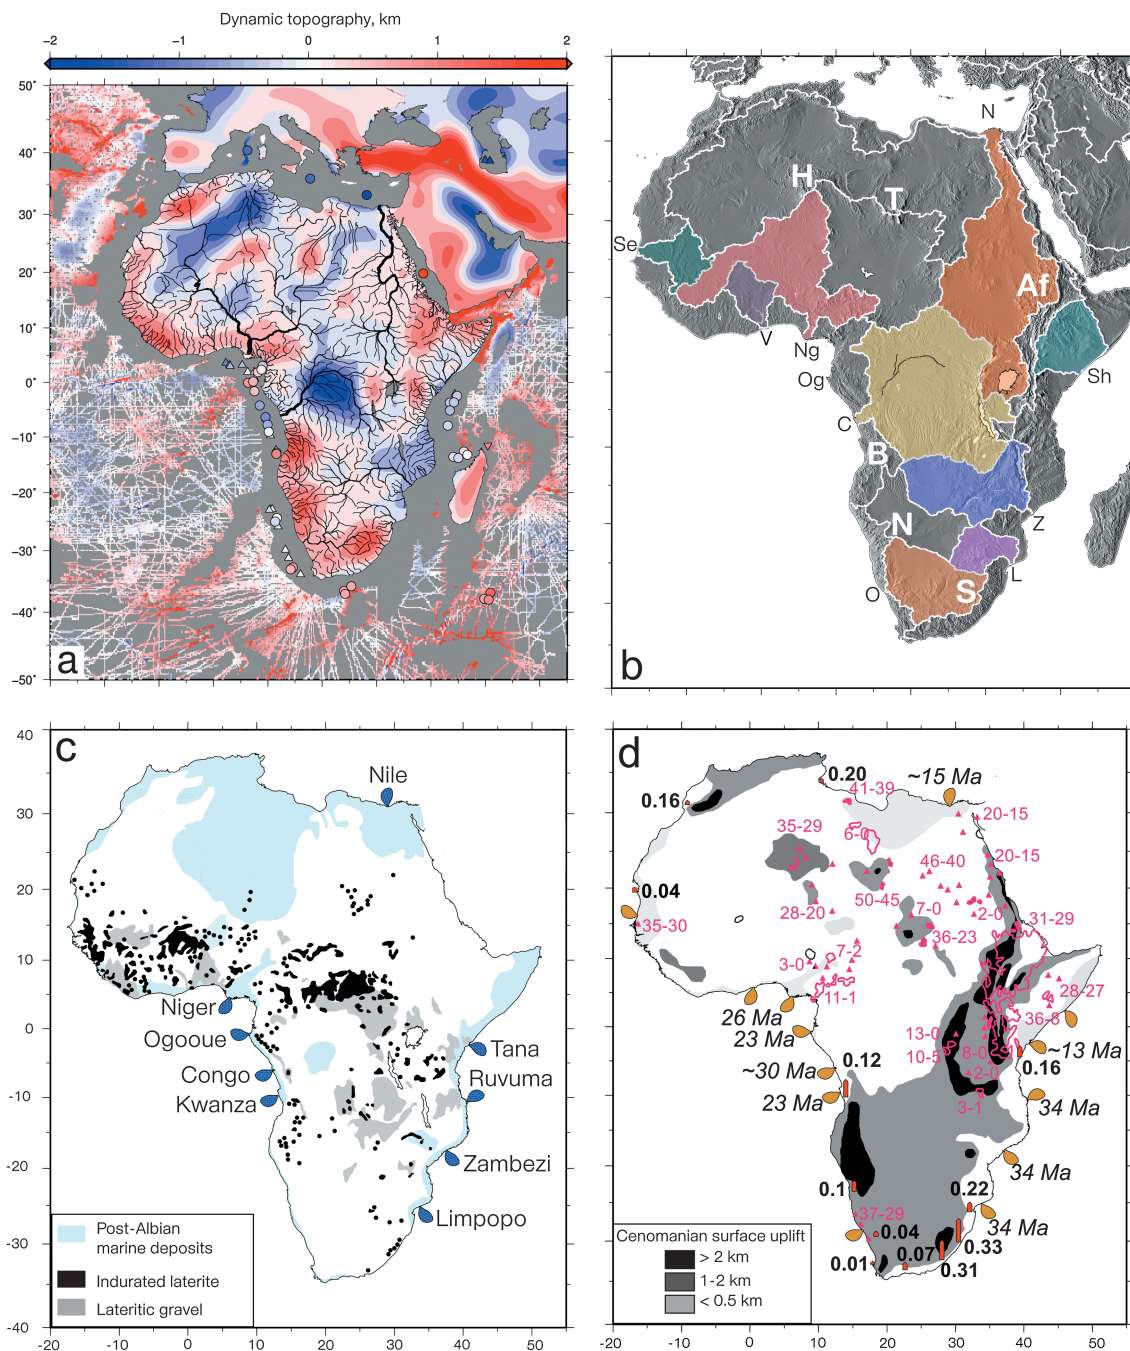 Dynamic topography, km
−2 −1 0 1 2
50°
40°
30°
20°
10°
0°
−10°
−20°
−30°
−40°
−50°
a
N
H
T
Se
Af
V
Ng
Og
Sh
C
B
Z
N
L
S
O
b
c
40
30
20
10
0
-10
-20
-30
-40
Nile
Niger
Ogooue
Congo
Kwanza
Tana
Ruvuma
Zambezi
Limpopo
Post-Albian
marine deposits
Indurated laterite
Lateritic gravel
-20 -10 0 10 20 30 40 50
d
0.20
~15 Ma
41-39
0.16
20-15
6-0
35-29
20-15
46-40
0.04
50-45
28-20
7-0
2-0
31-29
35-30
36-23
7-2
3-0
28-27
11-1
26 Ma
36-8
23 Ma
13-0
~13 Ma
10-5
8-0
0.12
0.16
~30 Ma
2-0
23 Ma
3-1
34 Ma
34 Ma
0.1
0.22
37-29
34 Ma
0.04
0.33
0.07
0.01
0.31
Cenomanian surface uplift
> 2 km
1-2 km
< 0.5 km
-20 -10 0 10 20 30 40 50